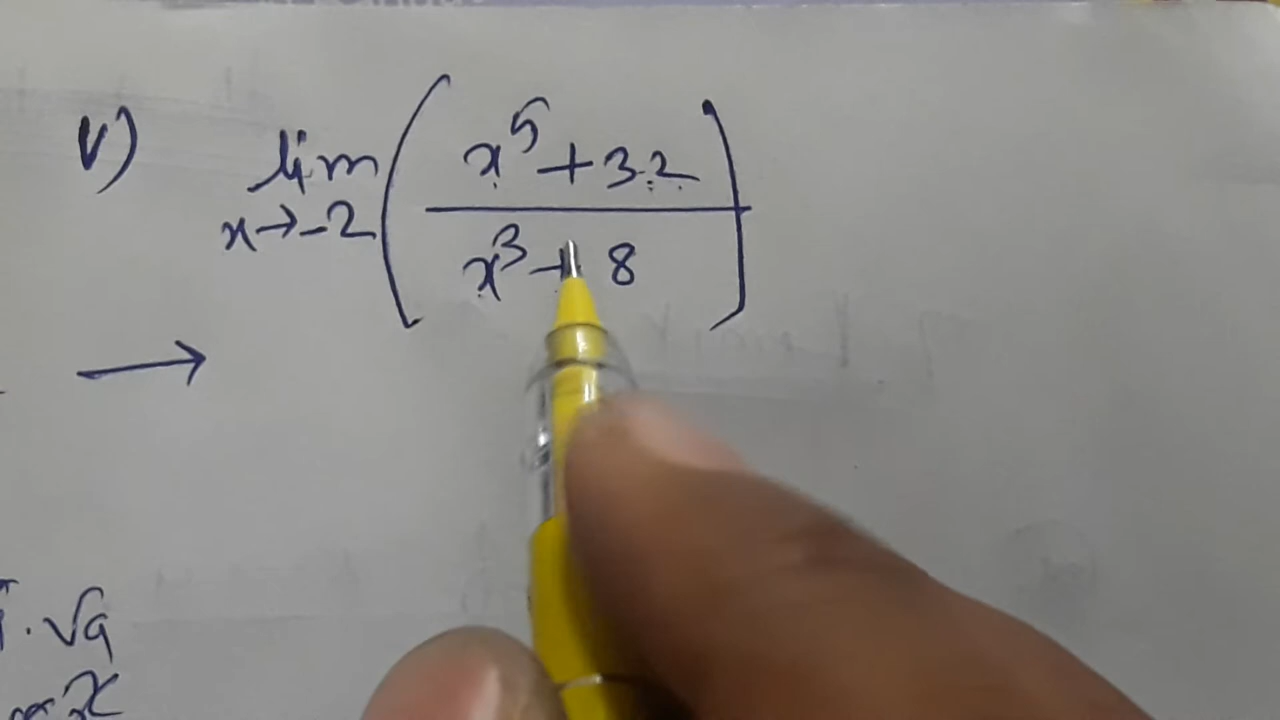 v) lim x→-2 ( x⁵ + 32 / x³ + 8 )
→
√a
x